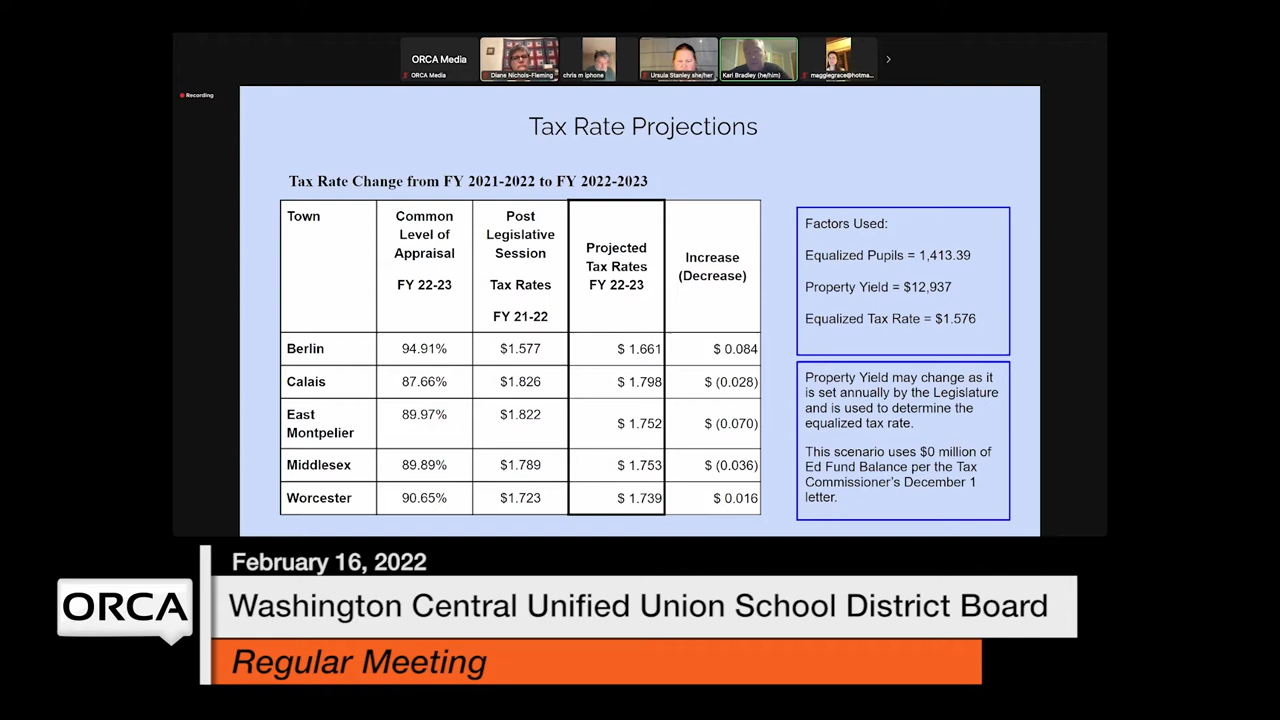 ORCA Media
ORCA Media
Diane Nichols-Fleming
chris m iphone
Ursula Stanley she/her
Kari Bradley (he/him)
maggiegrace@hotma...
Recording
Tax Rate Projections
Tax Rate Change from FY 2021-2022 to FY 2022-2023
Town
Common
Level of
Appraisal
FY 22-23
Post
Legislative
Session
Tax Rates
FY 21-22
Projected
Tax Rates
FY 22-23
Increase
(Decrease)
Berlin 94.91% $1.577 $ 1.661 $ 0.084
Calais 87.66% $1.826 $ 1.798 $ (0.028)
East
Montpelier 89.97% $1.822 $ 1.752 $ (0.070)
Middlesex 89.89% $1.789 $ 1.753 $ (0.036)
Worcester 90.65% $1.723 $ 1.739 $ 0.016
Factors Used:
Equalized Pupils = 1,413.39
Property Yield = $12,937
Equalized Tax Rate = $1.576
Property Yield may change as it
is set annually by the Legislature
and is used to determine the
equalized tax rate.
This scenario uses $0 million of
Ed Fund Balance per the Tax
Commissioner's December 1
letter.
February 16, 2022
ORCA
Washington Central Unified Union School District Board
Regular Meeting